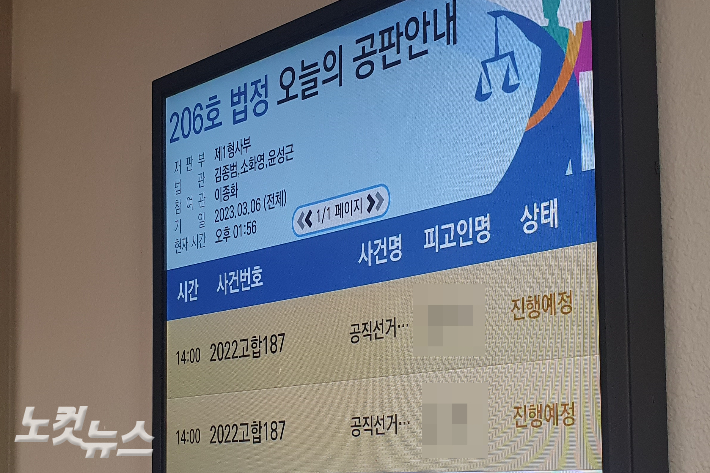 206호 법정 오늘의 공판안내
재 판 부 제1형사부
법 관 김종범,소화영,윤성근
참 여 관 이종화
기 일 2023.03.06 (전체)
현재 시간 오후 01:56
1/1 페이지
시간 사건번호 사건명 피고인명 상태
14:00 2022고합187 공직선거… 진행예정
14:00 2022고합187 공직선거… 진행예정
노컷뉴스